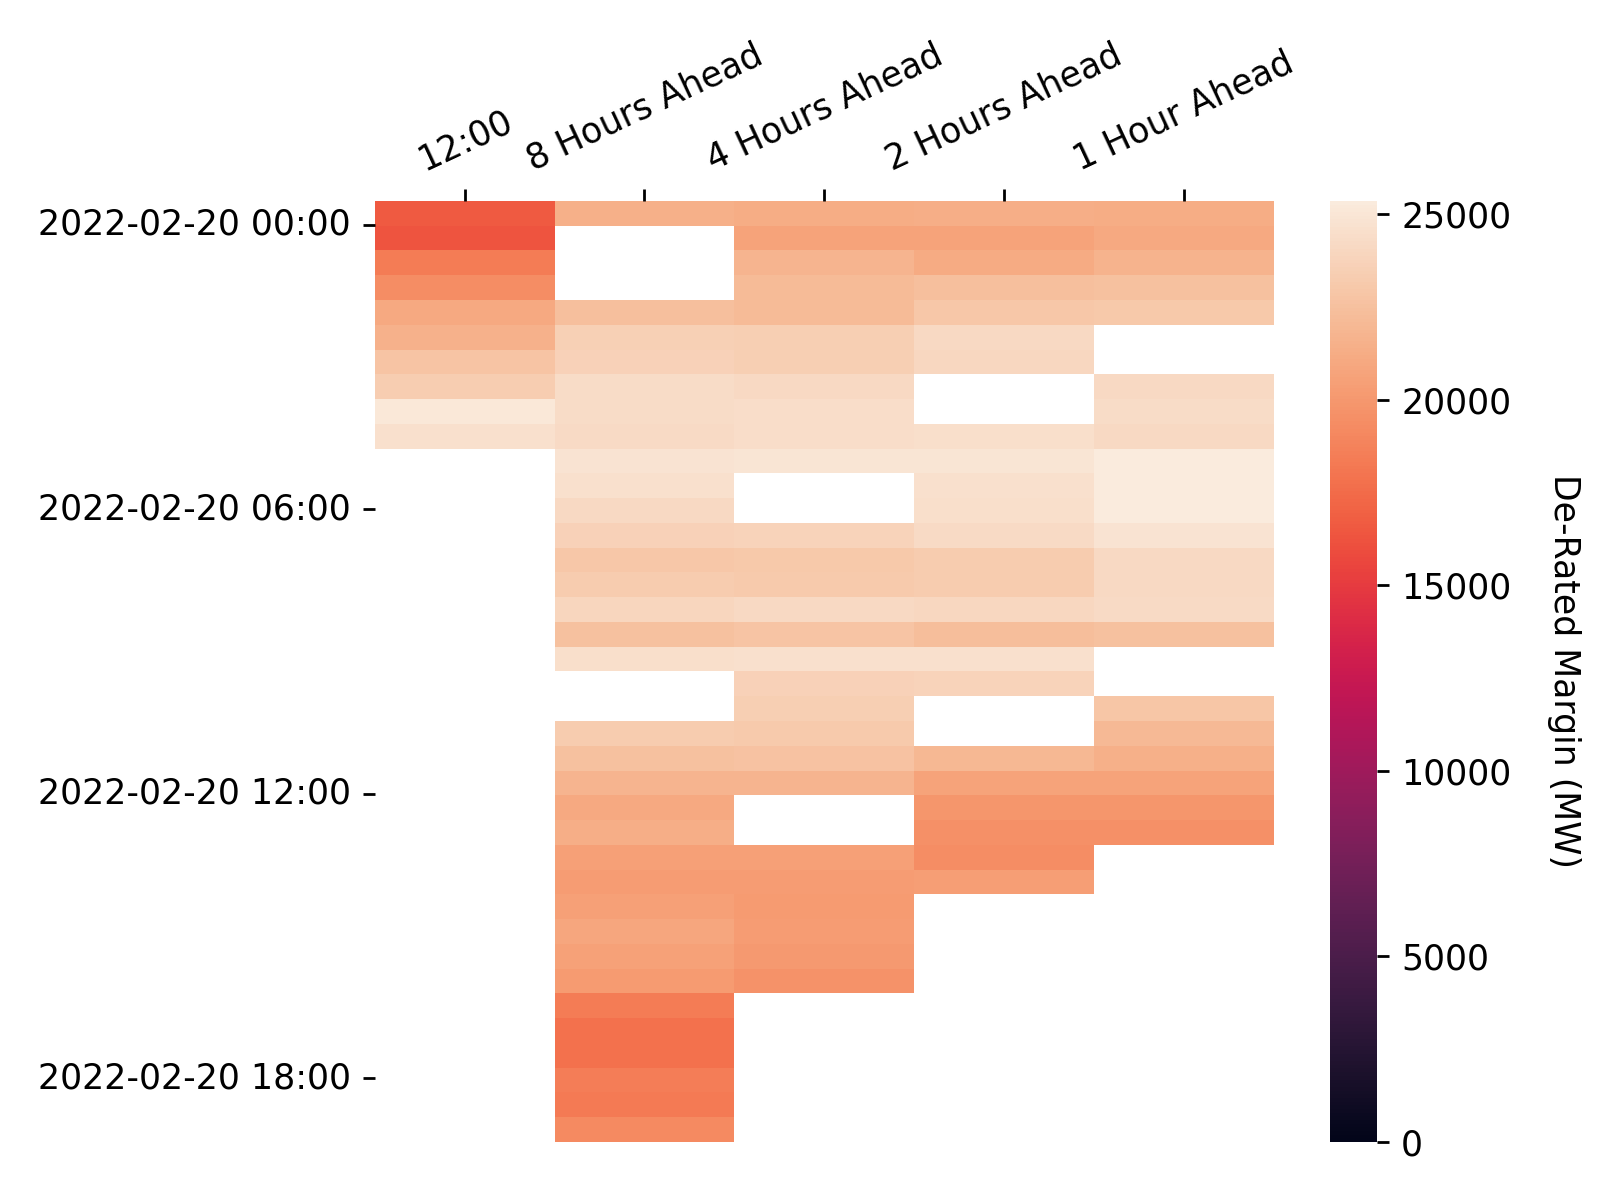 12:00
8 Hours Ahead
4 Hours Ahead
2 Hours Ahead
1 Hour Ahead
2022-02-20 00:00
2022-02-20 06:00
2022-02-20 12:00
2022-02-20 18:00
25000
20000
15000
10000
5000
0
De-Rated Margin (MW)